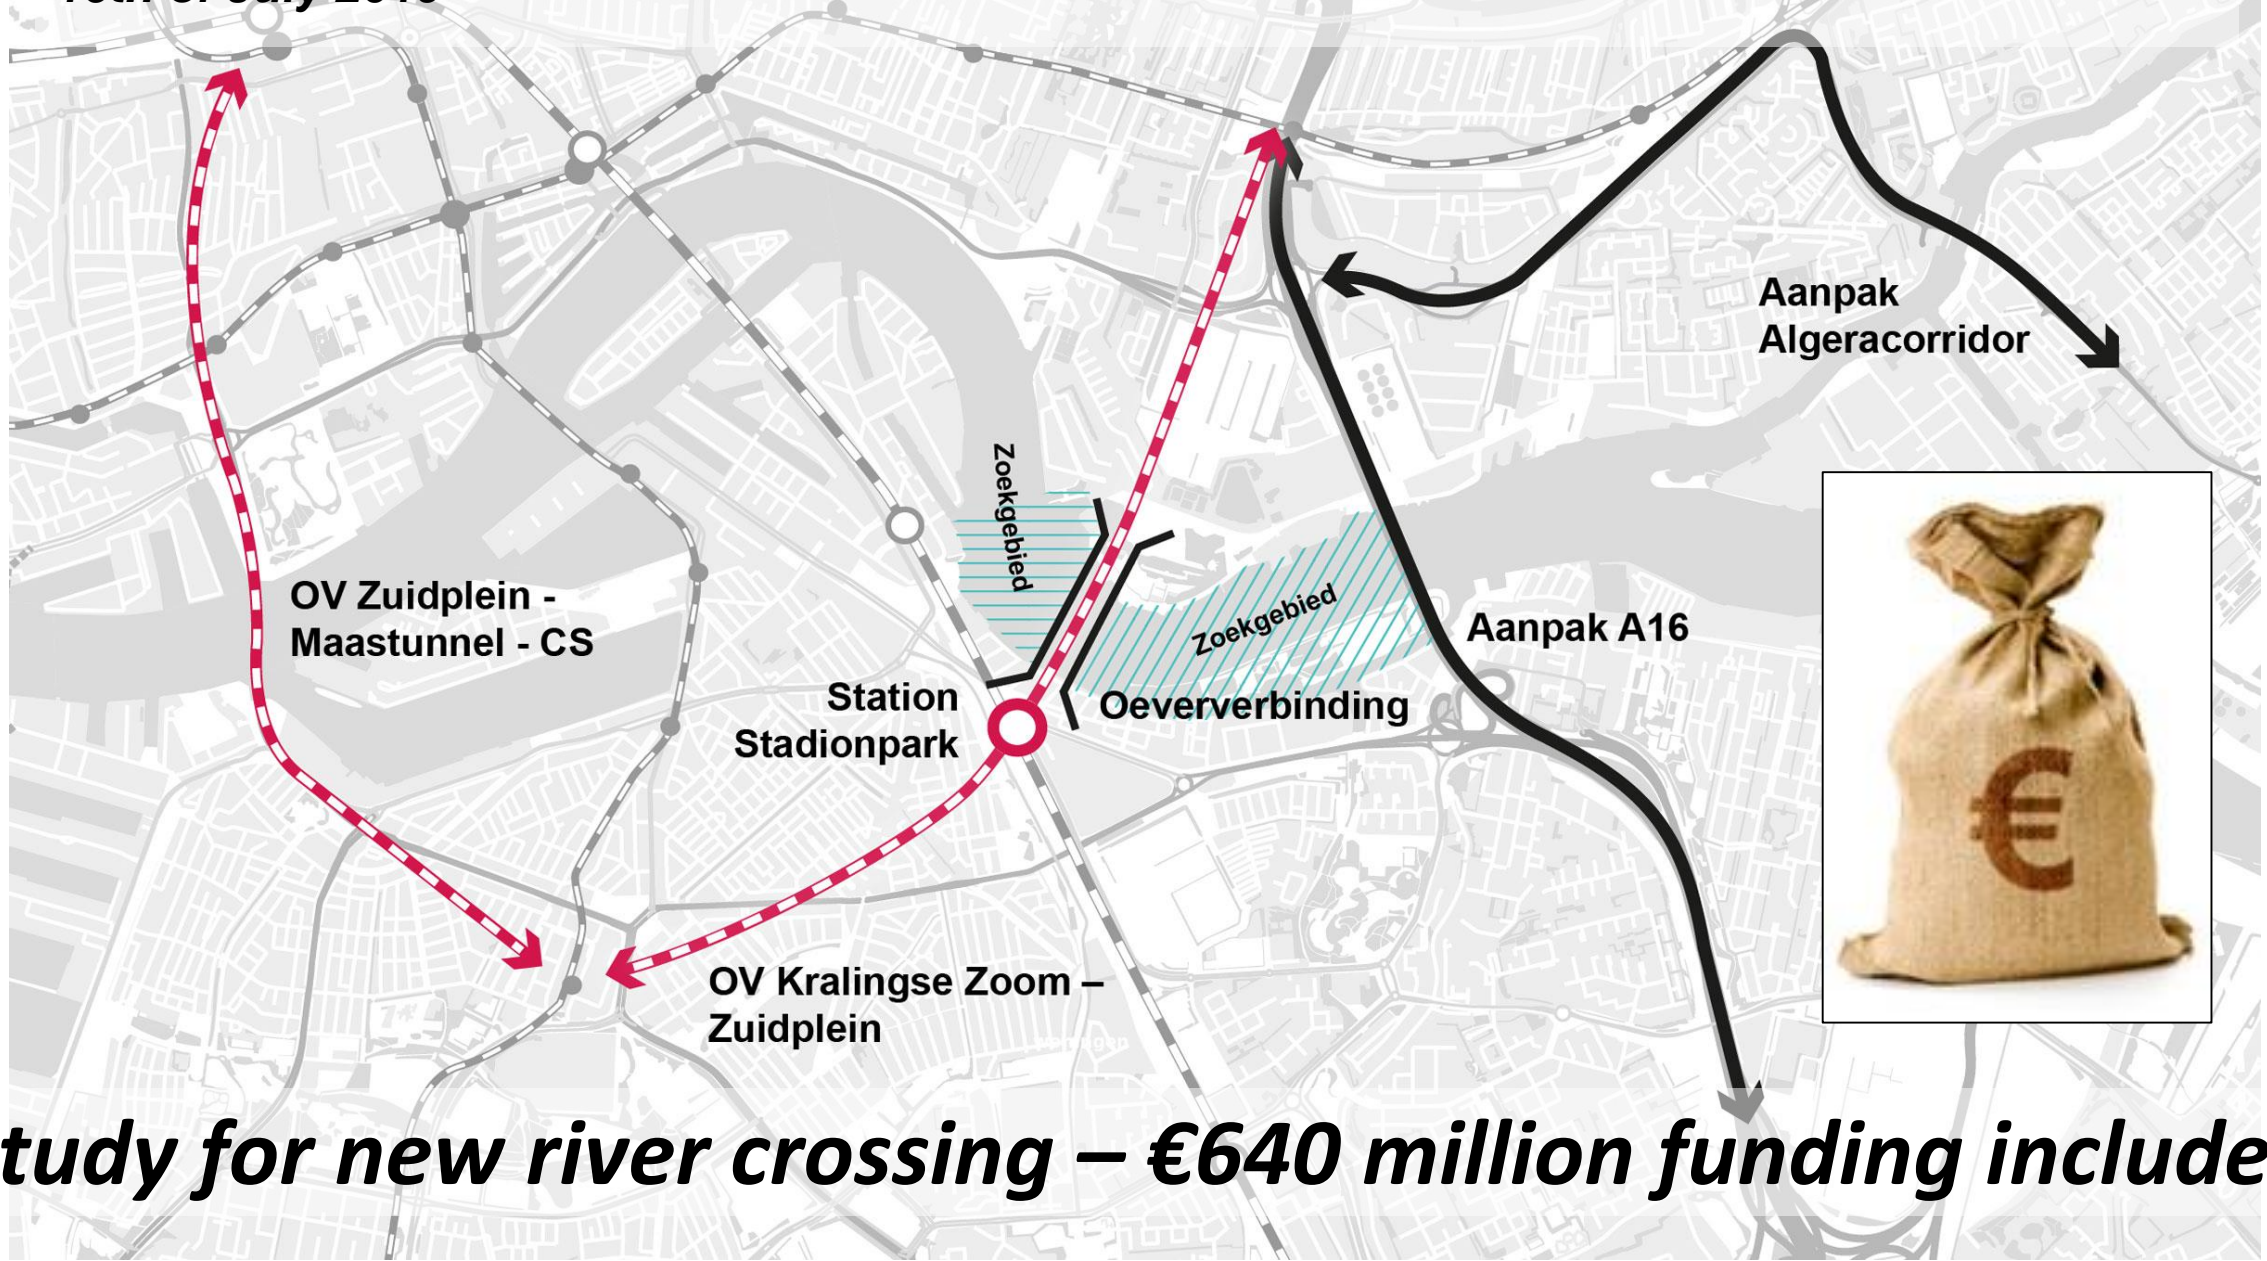 July
Aanpak
Algeracorridor
Zoekgebied
OV Zuidplein -
Maastunnel - CS
Zoekgebied
Aanpak A16
Station
Stadionpark
Oeververbinding
€
OV Kralingse Zoom –
Zuidplein
tudy for new river crossing – €640 million funding include